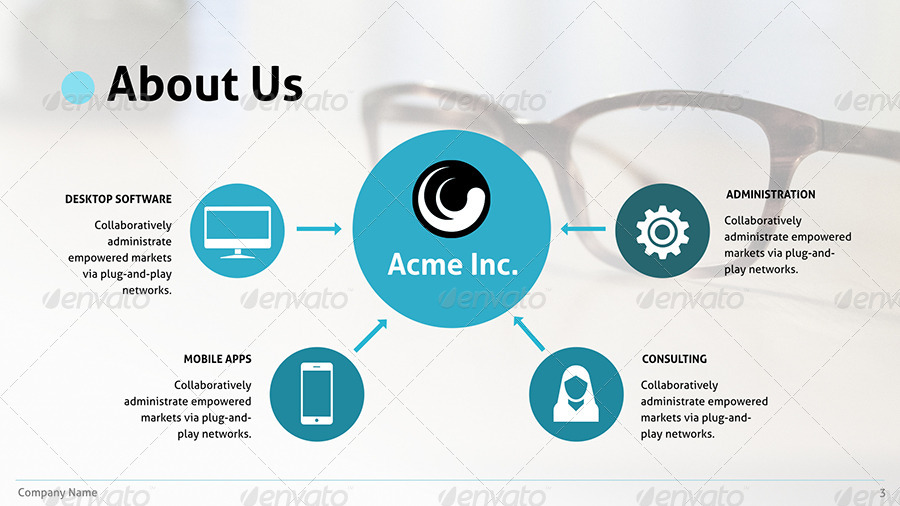 About Us
DESKTOP SOFTWARE
Collaboratively
administrate
empowered markets
via plug-and-play
networks.
Acme Inc.
ADMINISTRATION
Collaboratively
administrate empowered
markets via plug-and-
play networks.
MOBILE APPS
Collaboratively
administrate empowered
markets via plug-and-
play networks.
CONSULTING
Collaboratively
administrate empowered
markets via plug-and-
play networks.
Company Name
3
envato